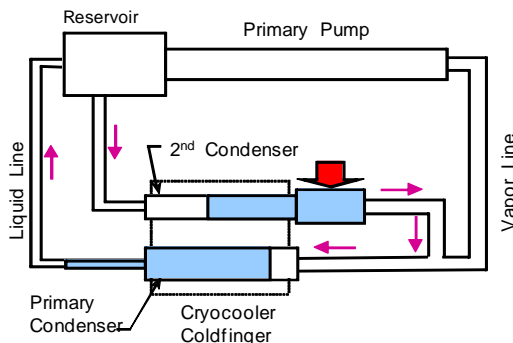 Reservoir
Primary Pump
2nd Condenser
Liquid Line
Vapor Line
Primary
Condenser
Cryocooler
Coldfinger